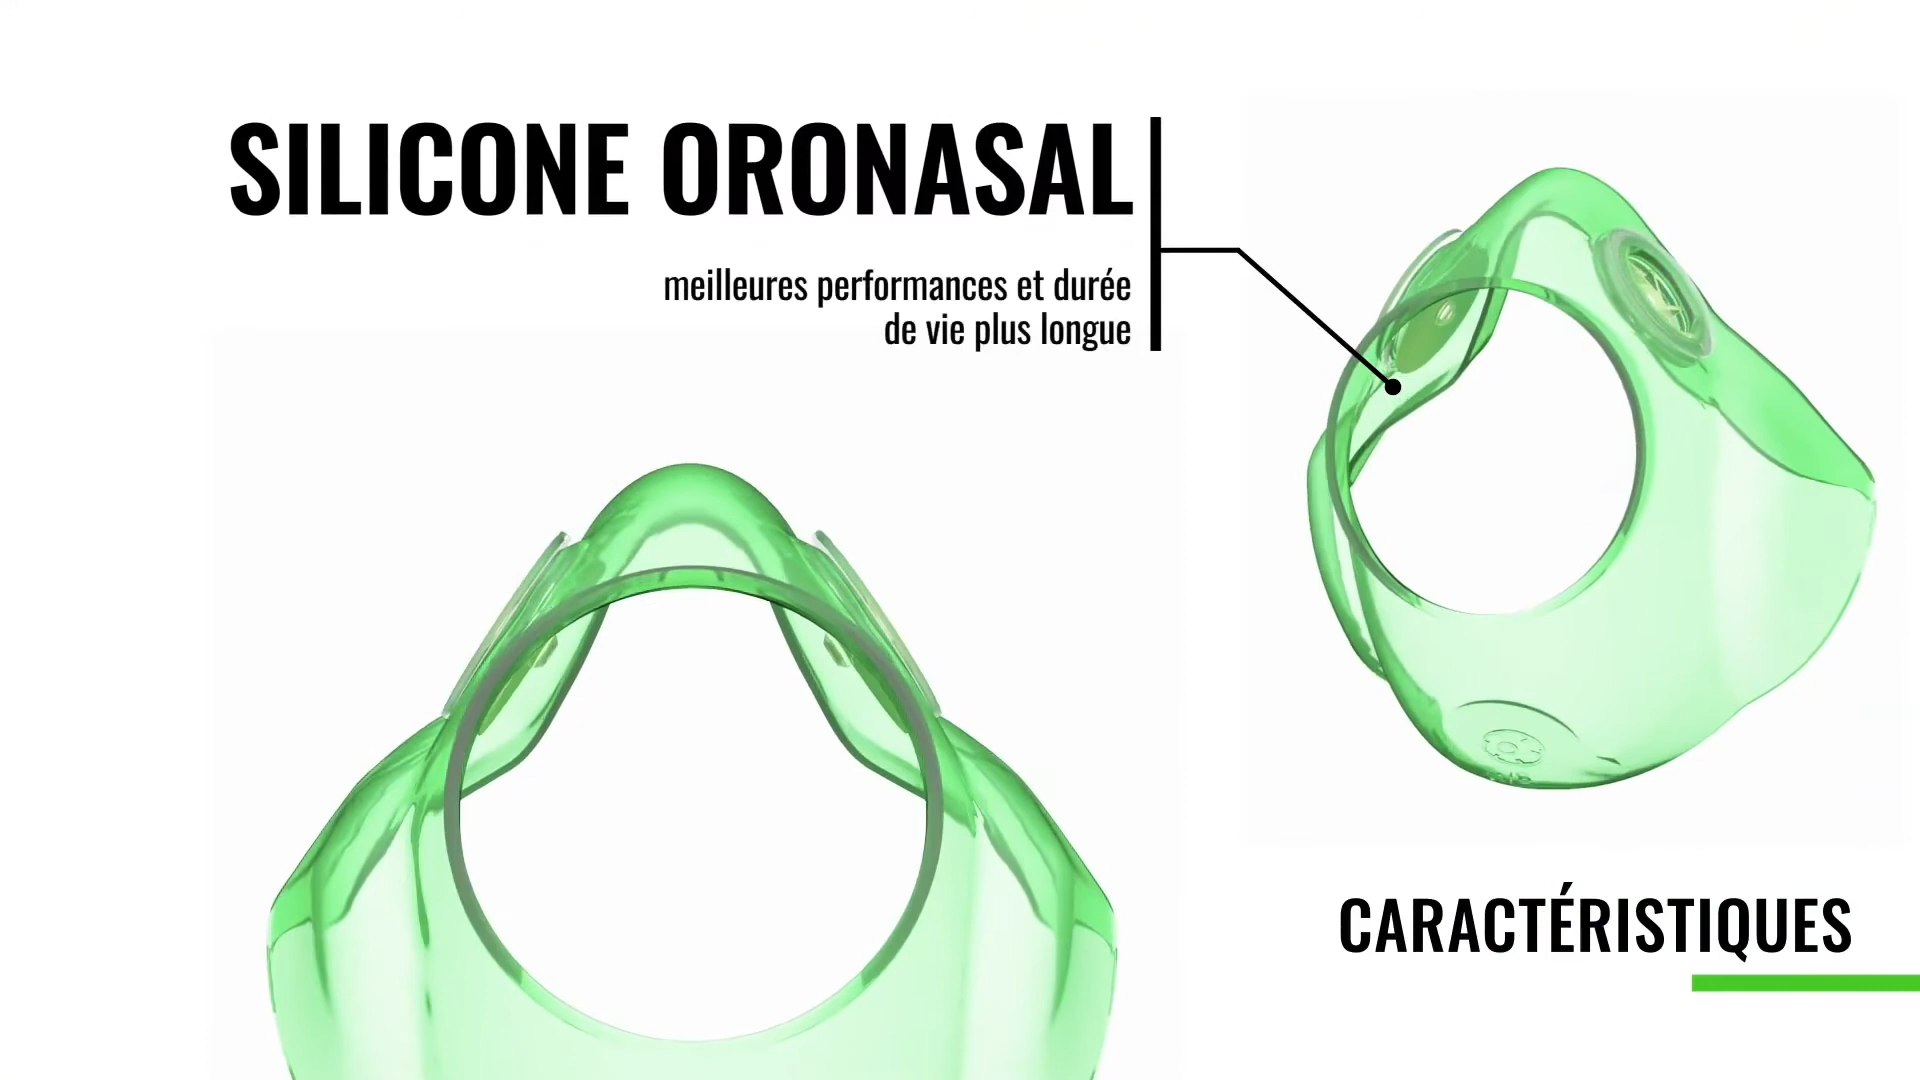 SILICONE ORONASAL
meilleures performances et durée
de vie plus longue
CARACTÉRISTIQUES